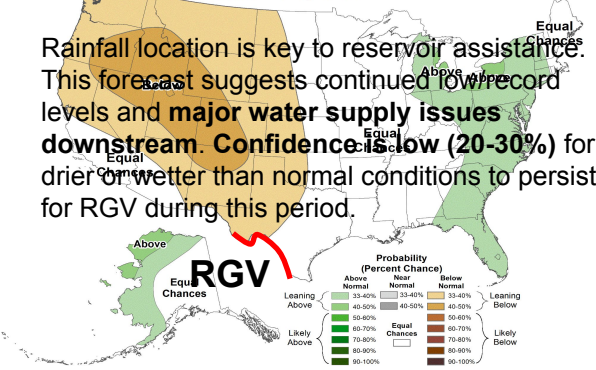 Equal
Chances
Rainfall location is key to reservoir assistance.
This forecast suggests continued low/record
levels and major water supply issues
downstream. Confidence is low (20-30%) for
drier or wetter than normal conditions to persist
for RGV during this period.
Above
Above
Below
Equal
Chances
Equal
Chances
Above
Equal
Chances
RGV
Probability
(Percent Chance)
Above
Normal
Near
Normal
Below
Normal
Leaning
Above
33-40%
33-40%
33-40%
Leaning
Below
40-50%
40-50%
40-50%
50-60%
50-60%
Likely
Above
60-70%
Equal
Chances
60-70%
Likely
Below
70-80%
70-80%
80-90%
80-90%
90-100%
90-100%